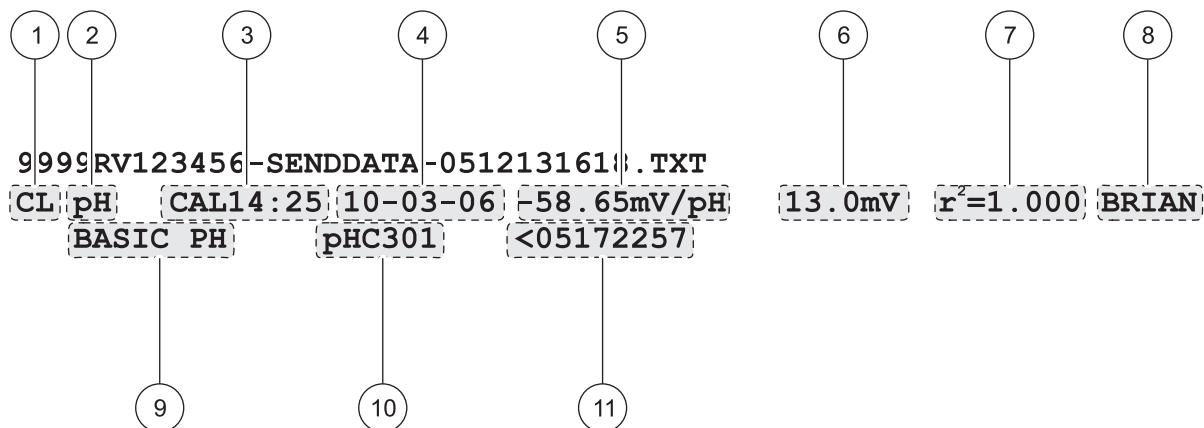 1 2 3 4 5 6 7 8
9999RV123456-SENDDATA-0512131618.TXT
CL pH CAL14:25 10-03-06 -58.65mV/pH 13.0mV r²=1.000 BRIAN
BASIC PH pHC301 <05172257
9 10 11